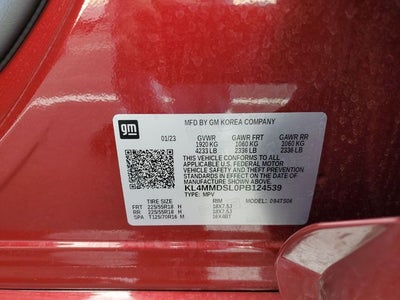 gm
MFD BY GM KOREA COMPANY
01/23 GVWR GAWR FRT GAWR RR
1920 KG 1060 KG 1060 KG
4233 LB 2336 LB 2336 LB
THIS VEHICLE CONFORMS TO ALL
APPLICABLE U.S. FEDERAL MOTOR
VEHICLE SAFETY, BUMPER, AND THEFT
PREVENTION STANDARDS IN EFFECT
ON THE DATE OF MANUFACTURE
SHOWN ABOVE.
KL4MMDSL0PB124539
TYPE: MPV MODEL: 094TS06
TIRE SIZE RIM
FRT 225/55R18 H 18X7.5J
RR 225/55R18 H 18X7.5J
SPA T125/70R16 M 16X4BT